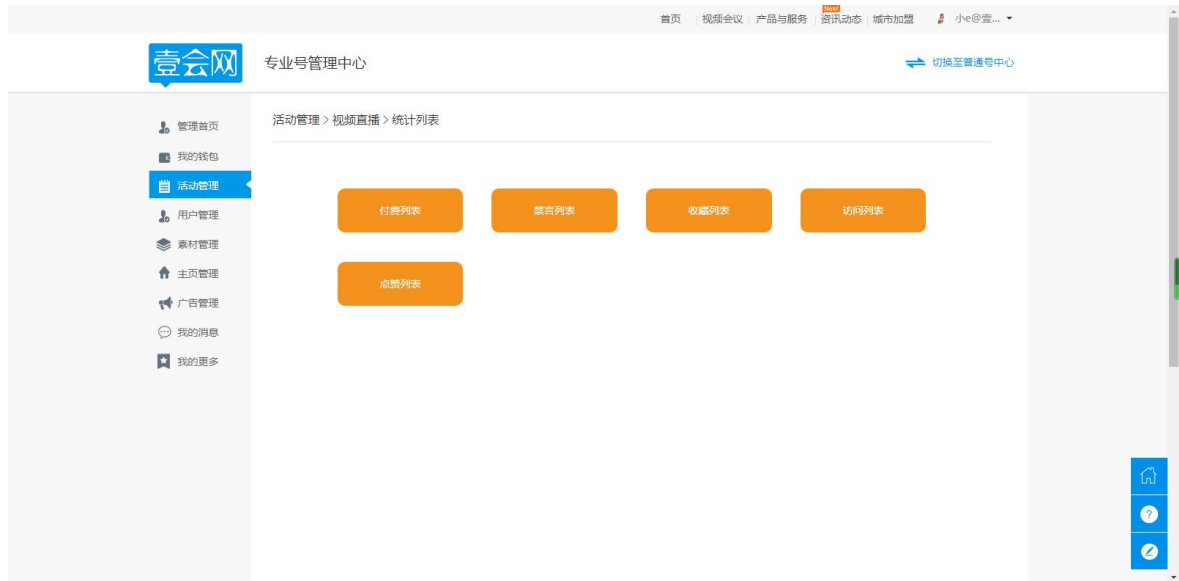 New!
首页 视频会议 产品与服务 资讯动态 城市加盟 小e@壹...
壹会网 专业号管理中心 切换至普通号中心
活动管理 > 视频直播 > 统计列表
管理首页
我的钱包
活动管理
用户管理
素材管理
主页管理
广告管理
我的消息
我的更多
付费列表 禁言列表 收藏列表 访问列表
点赞列表